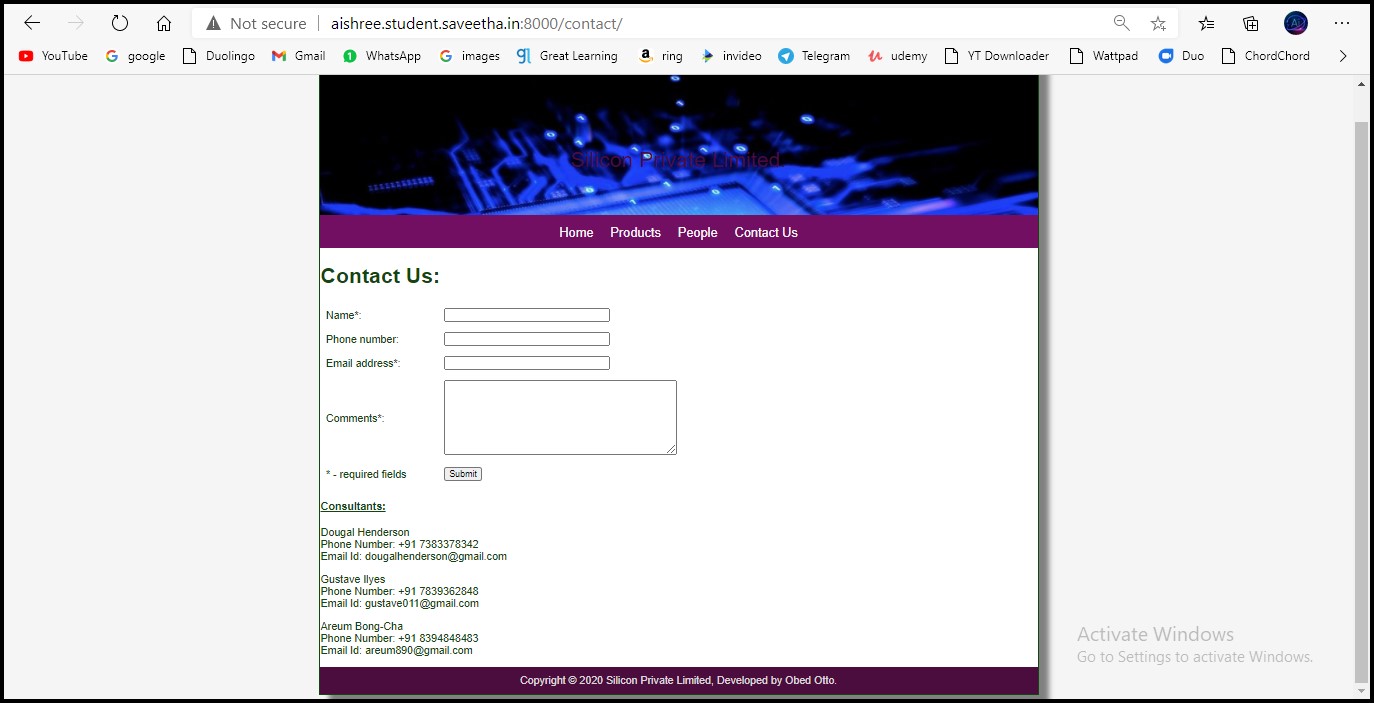 Not secure | aishree.student.saveetha.in:8000/contact/
YouTube google Duolingo Gmail WhatsApp images Great Learning ring invideo Telegram udemy YT Downloader Wattpad Duo ChordChord
Silicon Private Limited.
Home Products People Contact Us
Contact Us:
Name*:
Phone number:
Email address*:
Comments*:
* - required fields Submit
Consultants:
Dougal Henderson
Phone Number: +91 7383378342
Email Id: dougalhenderson@gmail.com
Gustave Ilyes
Phone Number: +91 7839362848
Email Id: gustave011@gmail.com
Areum Bong-Cha
Phone Number: +91 8394848483
Email Id: areum890@gmail.com
Copyright © 2020 Silicon Private Limited, Developed by Obed Otto.
Activate Windows
Go to Settings to activate Windows.